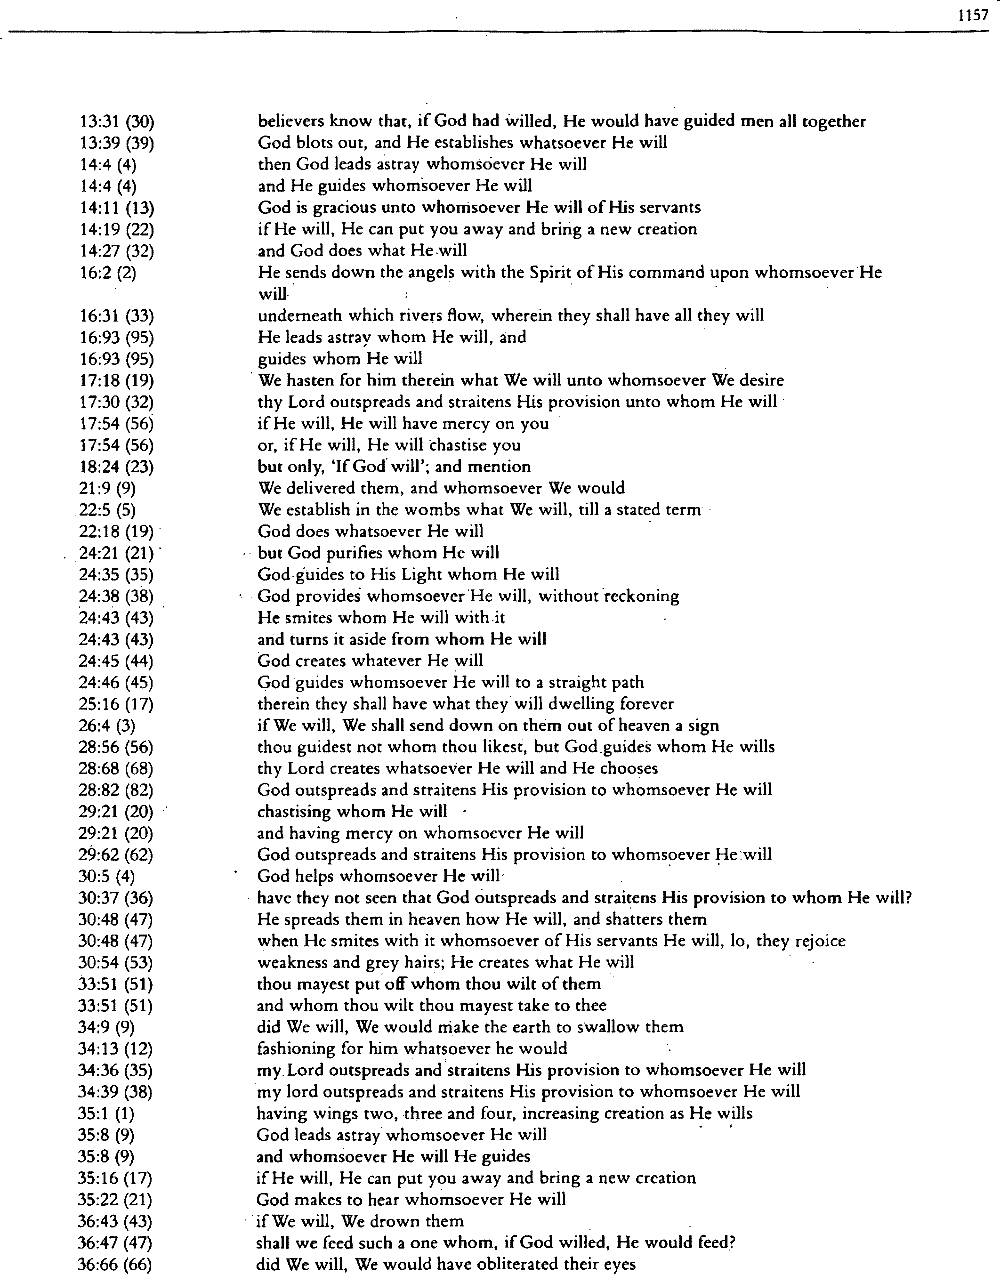 1157
13:31 (30) believers know that, if God had willed, He would have guided men all together
13:39 (39) God blots out, and He establishes whatsoever He will
14:4 (4) then God leads astray whomsoever He will
14:4 (4) and He guides whomsoever He will
14:11 (13) God is gracious unto whomsoever He will of His servants
14:19 (22) if He will, He can put you away and bring a new creation
14:27 (32) and God does what He will
16:2 (2) He sends down the angels with the Spirit of His command upon whomsoever He
will
16:31 (33) underneath which rivers flow, wherein they shall have all they will
16:93 (95) He leads astray whom He will, and
16:93 (95) guides whom He will
17:18 (19) We hasten for him therein what We will unto whomsoever We desire
17:30 (32) thy Lord outspreads and straitens His provision unto whom He will
17:54 (56) if He will, He will have mercy on you
17:54 (56) or, if He will, He will chastise you
18:24 (23) but only, 'If God will'; and mention
21:9 (9) We delivered them, and whomsoever We would
22:5 (5) We establish in the wombs what We will, till a stated term
22:18 (19) God does whatsoever He will
24:21 (21) but God purifies whom He will
24:35 (35) God guides to His Light whom He will
24:38 (38) God provides whomsoever He will, without reckoning
24:43 (43) He smites whom He will with it
24:43 (43) and turns it aside from whom He will
24:45 (44) God creates whatever He will
24:46 (45) God guides whomsoever He will to a straight path
25:16 (17) therein they shall have what they will dwelling forever
26:4 (3) if We will, We shall send down on them out of heaven a sign
28:56 (56) thou guidest not whom thou likest, but God guides whom He wills
28:68 (68) thy Lord creates whatsoever He will and He chooses
28:82 (82) God outspreads and straitens His provision to whomsoever He will
29:21 (20) chastising whom He will
29:21 (20) and having mercy on whomsoever He will
29:62 (62) God outspreads and straitens His provision to whomsoever He will
30:5 (4) God helps whomsoever He will
30:37 (36) have they not seen that God outspreads and straitens His provision to whom He will?
30:48 (47) He spreads them in heaven how He will, and shatters them
30:48 (47) when He smites with it whomsoever of His servants He will, lo, they rejoice
30:54 (53) weakness and grey hairs; He creates what He will
33:51 (51) thou mayest put off whom thou wilt of them
33:51 (51) and whom thou wilt thou mayest take to thee
34:9 (9) did We will, We would make the earth to swallow them
34:13 (12) fashioning for him whatsoever he would
34:36 (35) my Lord outspreads and straitens His provision to whomsoever He will
34:39 (38) my lord outspreads and straitens His provision to whomsoever He will
35:1 (1) having wings two, three and four, increasing creation as He wills
35:8 (9) God leads astray whomsoever He will
35:8 (9) and whomsoever He will He guides
35:16 (17) if He will, He can put you away and bring a new creation
35:22 (21) God makes to hear whomsoever He will
36:43 (43) if We will, We drown them
36:47 (47) shall we feed such a one whom, if God willed, He would feed?
36:66 (66) did We will, We would have obliterated their eyes